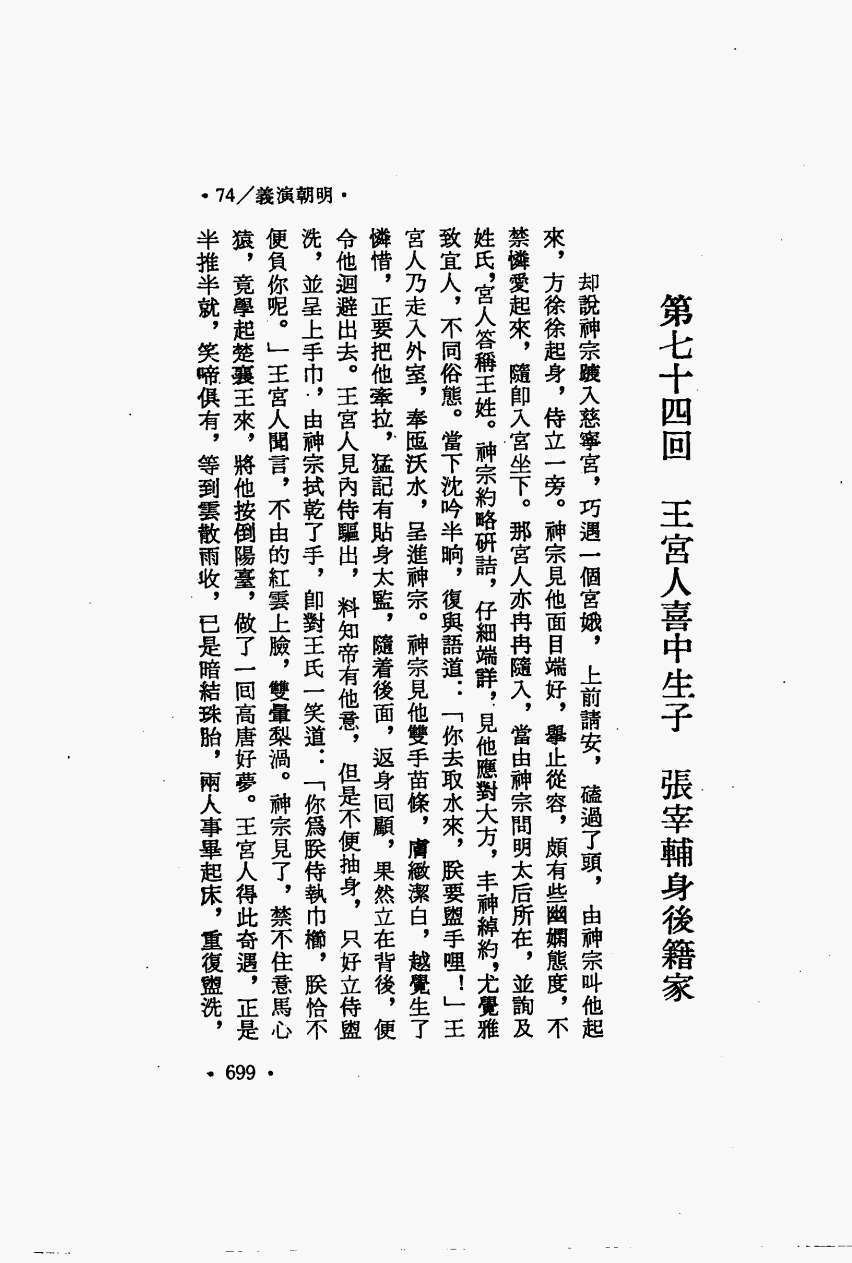 ·明朝演義／74·
第七十四回　王宮人喜中生子　張宰輔身後籍家
却說神宗踱入慈寧宮，巧遇一個宮娥，上前請安，磕過了頭，由神宗叫他起
來，方徐徐起身，侍立一旁。神宗見他面目端好，舉止從容，頗有些幽嫻態度，不
禁憐愛起來，隨卽入宮坐下。那宮人亦冉冉隨入，當由神宗問明太后所在，並詢及
姓氏，宮人答稱王姓。神宗約略研詰，仔細端詳，見他應對大方，丰神綽約，尤覺雅
致宜人，不同俗態。當下沈吟半晌，復與語道：「你去取水來，朕要盥手哩！」王
宮人乃走入外室，奉匜沃水，呈進神宗。神宗見他雙手苗條，膚緻潔白，越覺生了
憐惜，正要把他牽拉，猛記有貼身太監，隨着後面，返身回顧，果然立在背後，便
令他迴避出去。王宮人見內侍驅出，料知帝有他意，但是不便抽身，只好立侍盥
洗，並呈上手巾，由神宗拭乾了手，卽對王氏一笑道：「你爲朕侍執巾櫛，朕恰不
便負你呢。」王宮人聞言，不由的紅雲上臉，雙暈梨渦。神宗見了，禁不住意馬心
猿，竟學起楚襄王來，將他按倒陽臺，做了一回高唐好夢。王宮人得此奇遇，正是
半推半就，笑啼俱有，等到雲散雨收，已是暗結珠胎，兩人事畢起床，重復盥洗，
·699·